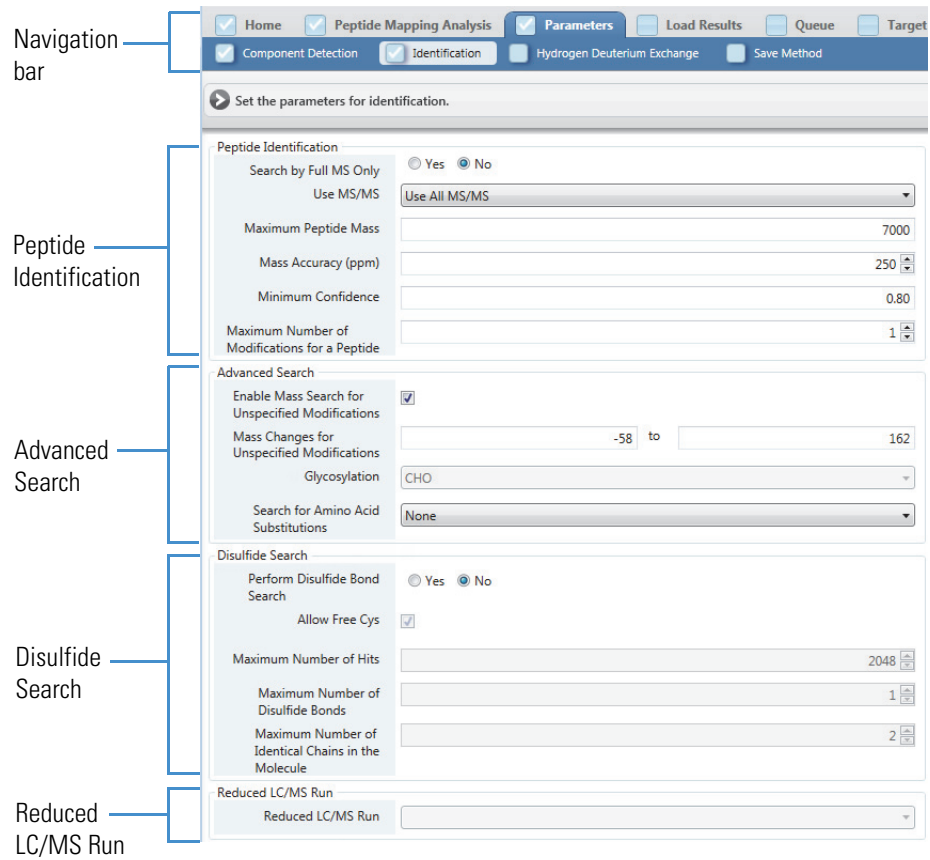 Navigation
bar
Home Peptide Mapping Analysis Parameters Load Results Queue Target
Component Detection Identification Hydrogen Deuterium Exchange Save Method
Set the parameters for identification.
Peptide
Identification
Peptide Identification
Search by Full MS Only Yes No
Use MS/MS Use All MS/MS
Maximum Peptide Mass 7000
Mass Accuracy (ppm) 250
Minimum Confidence 0.80
Maximum Number of
Modifications for a Peptide 1
Advanced
Search
Advanced Search
Enable Mass Search for
Unspecified Modifications
Mass Changes for
Unspecified Modifications -58 to 162
Glycosylation CHO
Search for Amino Acid
Substitutions None
Disulfide
Search
Disulfide Search
Perform Disulfide Bond
Search Yes No
Allow Free Cys
Maximum Number of Hits 2048
Maximum Number of
Disulfide Bonds 1
Maximum Number of
Identical Chains in the
Molecule 2
Reduced
LC/MS Run
Reduced LC/MS Run
Reduced LC/MS Run